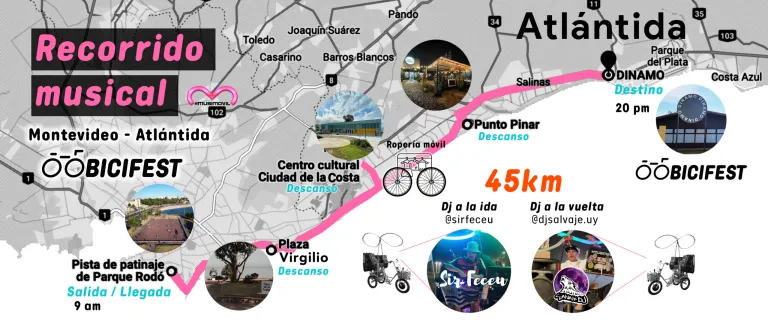 Recorrido
musical
#MUSEMOVIL
Montevideo - Atlántida
BICIFEST
Pando
Joaquín Suárez
Toledo
Casarino
Barros Blancos
102
8
1
1
34
11
35
103
Atlántida
Parque
del Plata
Costa Azul
Salinas
DINAMO
Destino
20 pm
BICIFEST
Punto Pinar
Descanso
Ropería móvil
Centro cultural
Ciudad de la Costa
Descanso
45km
Dj a la ida
@sirfeceu
Dj a la vuelta
@djsalvaje.uy
Sir Feceu
Plaza
Virgilio
Descanso
Pista de patinaje
de Parque Rodó
Salida / Llegada
9 am